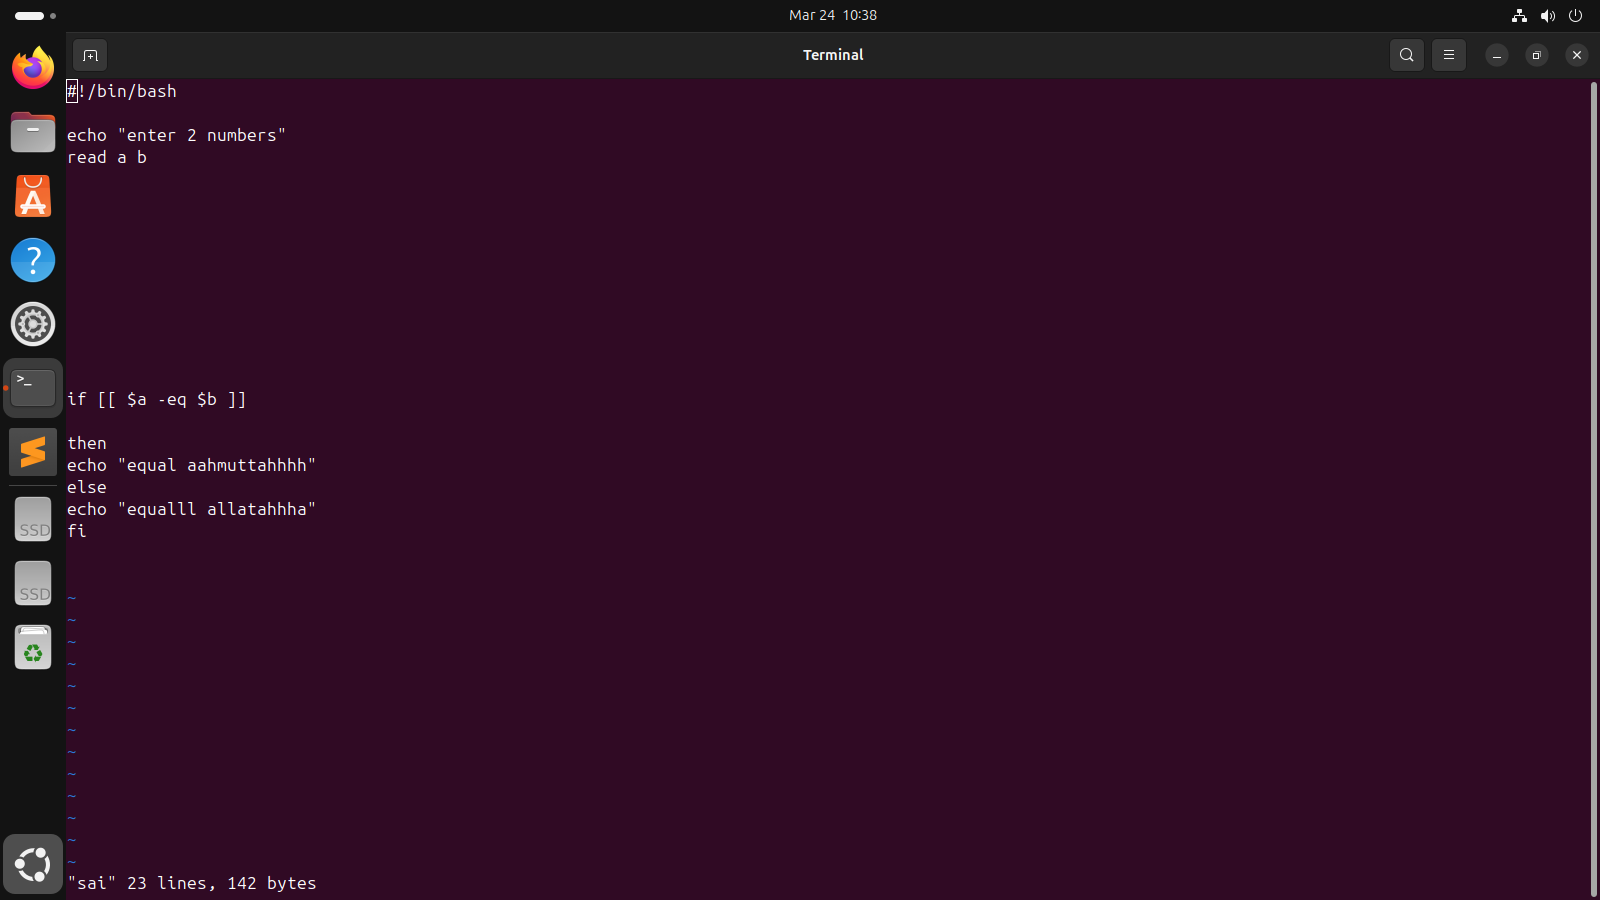 Mar 24 10:38
Terminal
#!/bin/bash
echo "enter 2 numbers"
read a b
if [[ $a -eq $b ]]
then
echo "equal aahmuttahhhh"
else
echo "equalll allatahhha"
fi
~
~
~
~
~
~
~
~
~
~
~
~
~
"sai" 23 lines, 142 bytes
A
?
>_
SSD
SSD